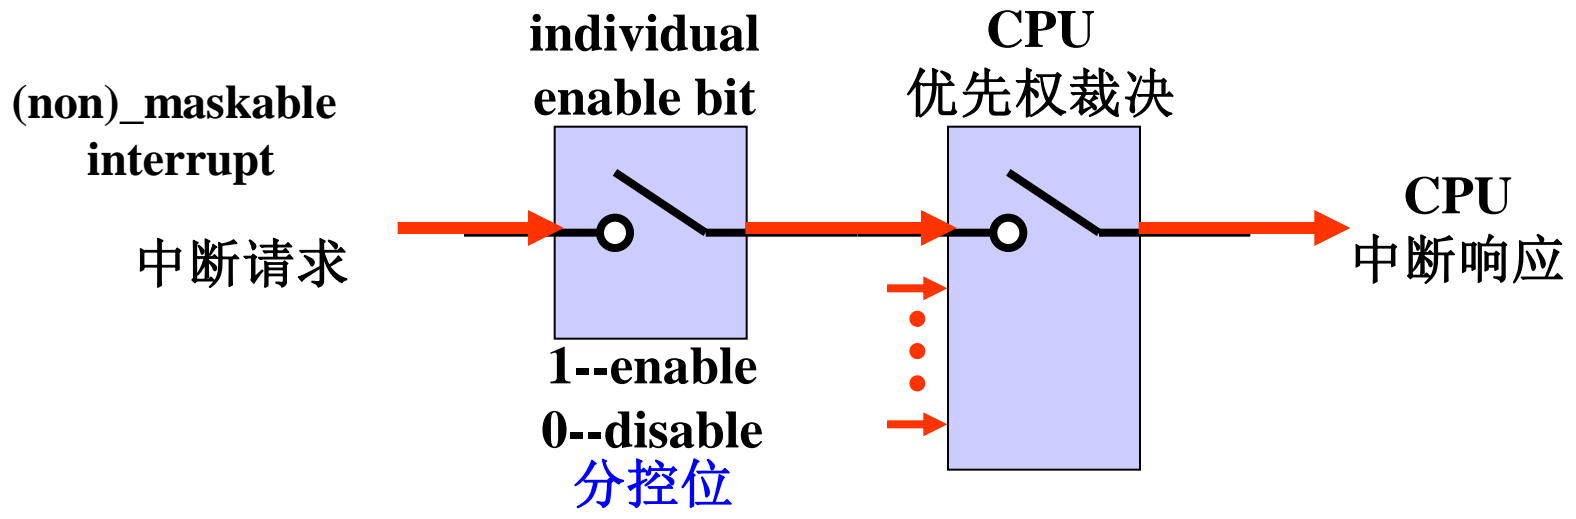 (non)_maskable
interrupt
中断请求
individual
enable bit
1--enable
0--disable
分控位
CPU
优先权裁决
CPU
中断响应